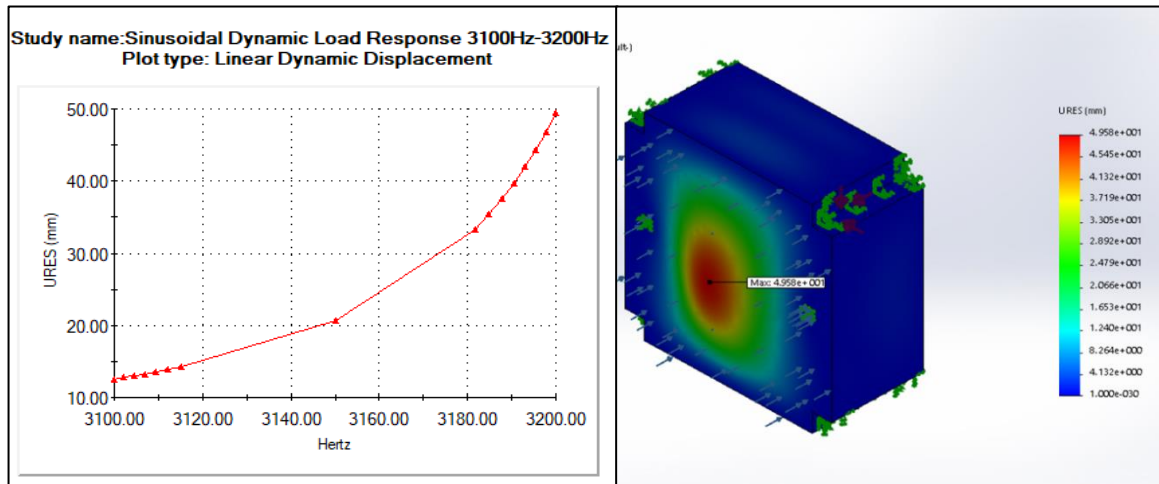 Study name:Sinusoidal Dynamic Load Response 3100Hz-3200Hz
Plot type: Linear Dynamic Displacement
50.00
40.00
30.00
20.00
10.00
URES (mm)
3100.00 3120.00 3140.00 3160.00 3180.00 3200.00
Hertz
ult-)
Max: 4.958e+001
URES (mm)
4.958e+001
4.545e+001
4.132e+001
3.719e+001
3.305e+001
2.892e+001
2.479e+001
2.066e+001
1.653e+001
1.240e+001
8.264e+000
4.132e+000
1.000e-030